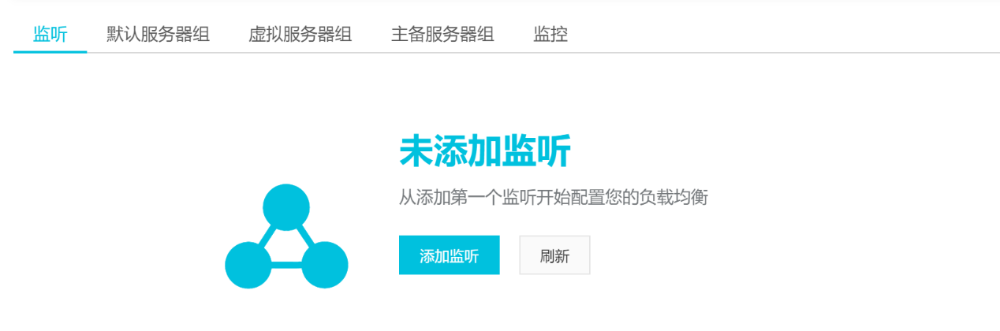 监听 默认服务器组 虚拟服务器组 主备服务器组 监控
未添加监听
从添加第一个监听开始配置您的负载均衡
添加监听 刷新